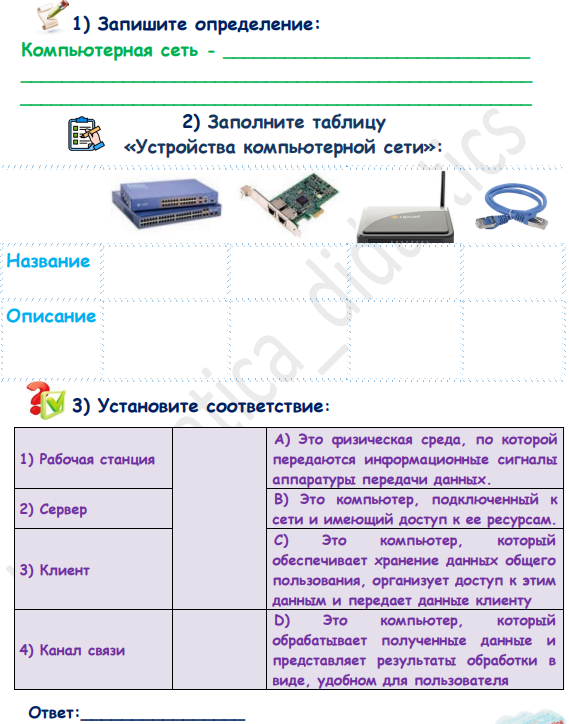 1) Запишите определение:
Компьютерная сеть - ______________________________
__________________________________________________
__________________________________________________
2) Заполните таблицу
«Устройства компьютерной сети»:
Название
Описание
3) Установите соответствие:
1) Рабочая станция
A) Это физическая среда, по которой
передаются информационные сигналы
аппаратуры передачи данных.
2) Сервер
B) Это компьютер, подключенный к
сети и имеющий доступ к ее ресурсам.
3) Клиент
C) Это компьютер, который
обеспечивает хранение данных общего
пользования, организует доступ к этим
данным и передает данные клиенту
4) Канал связи
D) Это компьютер, который
обрабатывает полученные данные и
представляет результаты обработки в
виде, удобном для пользователя
Ответ:___________________